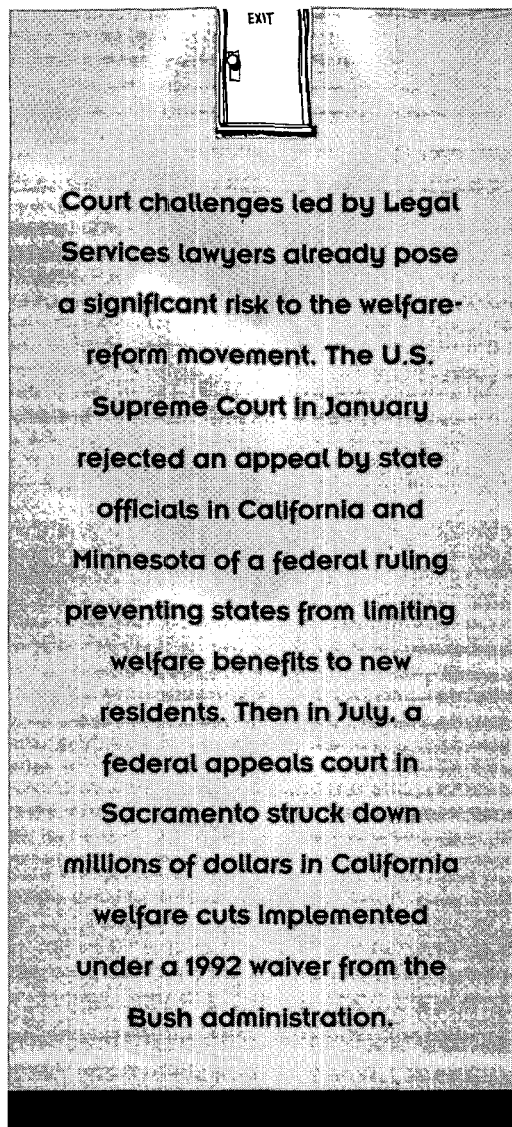 EXIT
Court challenges led by Legal
Services lawyers already pose
a significant risk to the welfare-
reform movement. The U.S.
Supreme Court in January
rejected an appeal by state
officials in California and
Minnesota of a federal ruling
preventing states from limiting
welfare benefits to new
residents. Then in July, a
federal appeals court in
Sacramento struck down
millions of dollars in California
welfare cuts implemented
under a 1992 waiver from the
Bush administration.